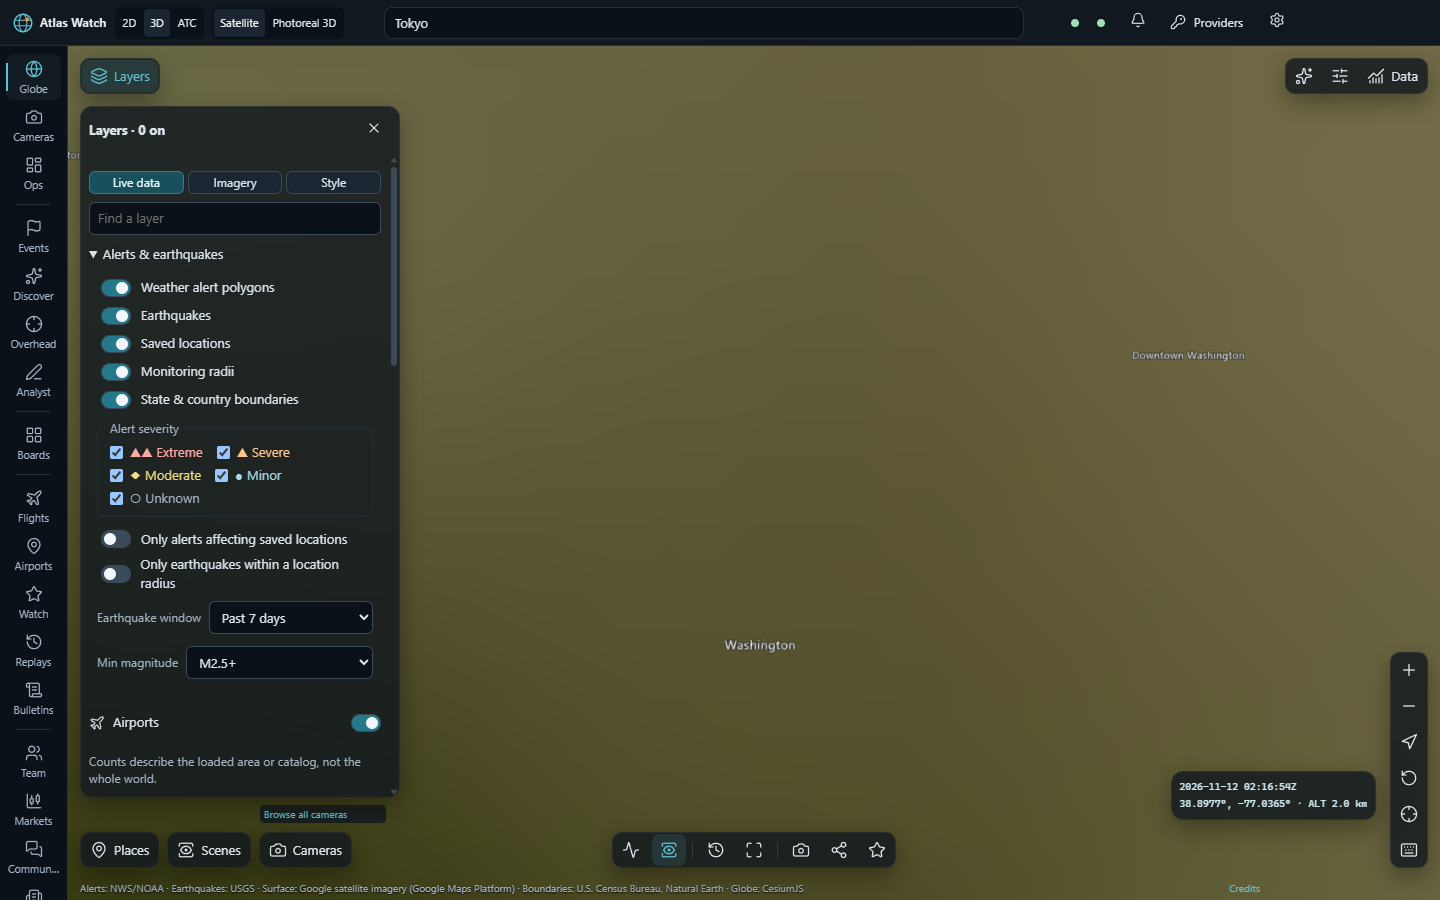 Atlas Watch
2D
3D
ATC
Satellite
Photoreal 3D
Tokyo
Providers
Globe
Cameras
Ops
Events
Discover
Overhead
Analyst
Boards
Flights
Airports
Watch
Replays
Bulletins
Team
Markets
Commun...
Layers
Data
Layers · 0 on
Live data
Imagery
Style
Find a layer
Alerts & earthquakes
Weather alert polygons
Earthquakes
Saved locations
Monitoring radii
State & country boundaries
Alert severity
Extreme
Severe
Moderate
Minor
Unknown
Only alerts affecting saved locations
Only earthquakes within a location
radius
Earthquake window
Past 7 days
Min magnitude
M2.5+
Airports
Counts describe the loaded area or catalog, not the
whole world.
Browse all cameras
Places
Scenes
Cameras
Downtown Washington
Washington
2026-11-12 02:16:54Z
38.8977°, -77.0365° · ALT 2.0 km
Alerts: NWS/NOAA · Earthquakes: USGS · Surface: Google satellite imagery (Google Maps Platform) · Boundaries: U.S. Census Bureau, Natural Earth · Globe: CesiumJS
Credits